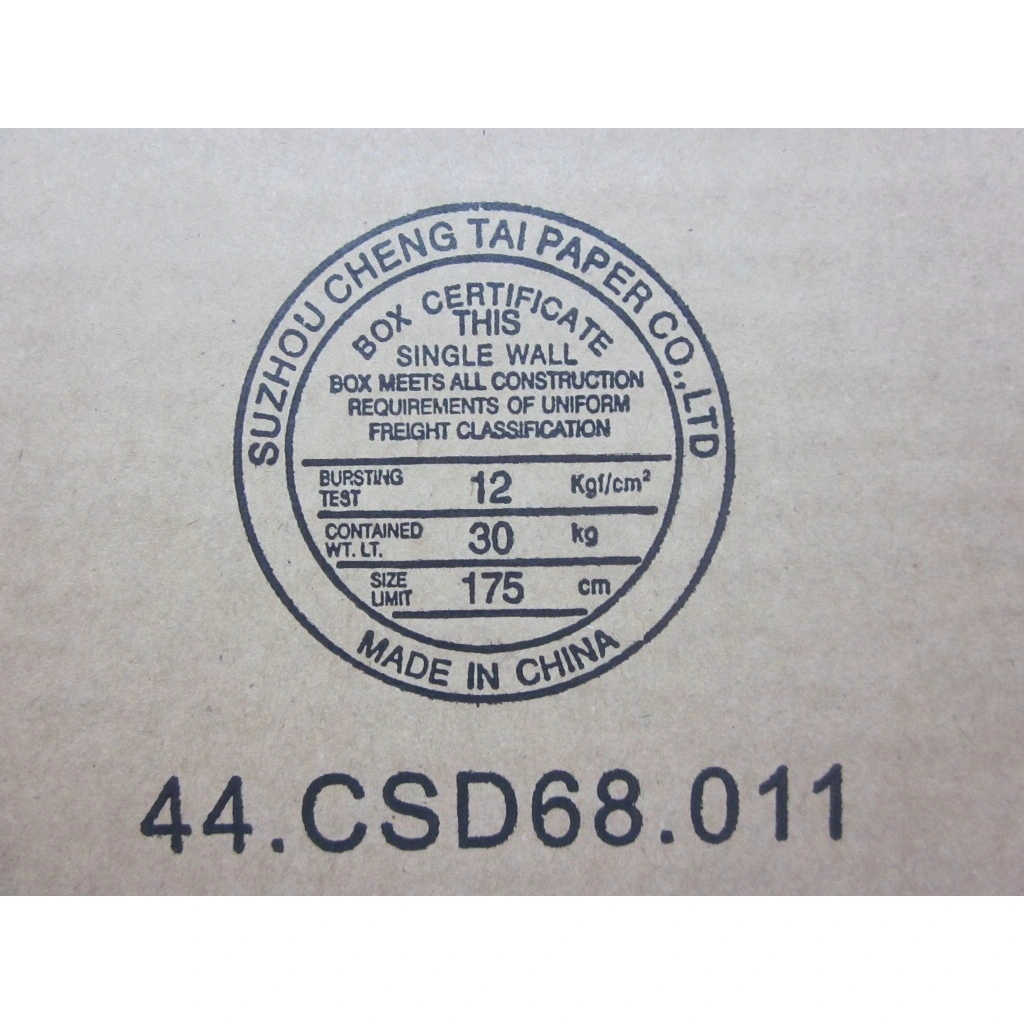 SUZHOU CHENG TAI PAPER CO.,LTD
BOX CERTIFICATE
THIS
SINGLE WALL
BOX MEETS ALL CONSTRUCTION
REQUIREMENTS OF UNIFORM
FREIGHT CLASSIFICATION
BURSTING
TEST 12 Kgf/cm²
CONTAINED
WT. LT. 30 kg
SIZE
LIMIT 175 cm
MADE IN CHINA
44.CSD68.011